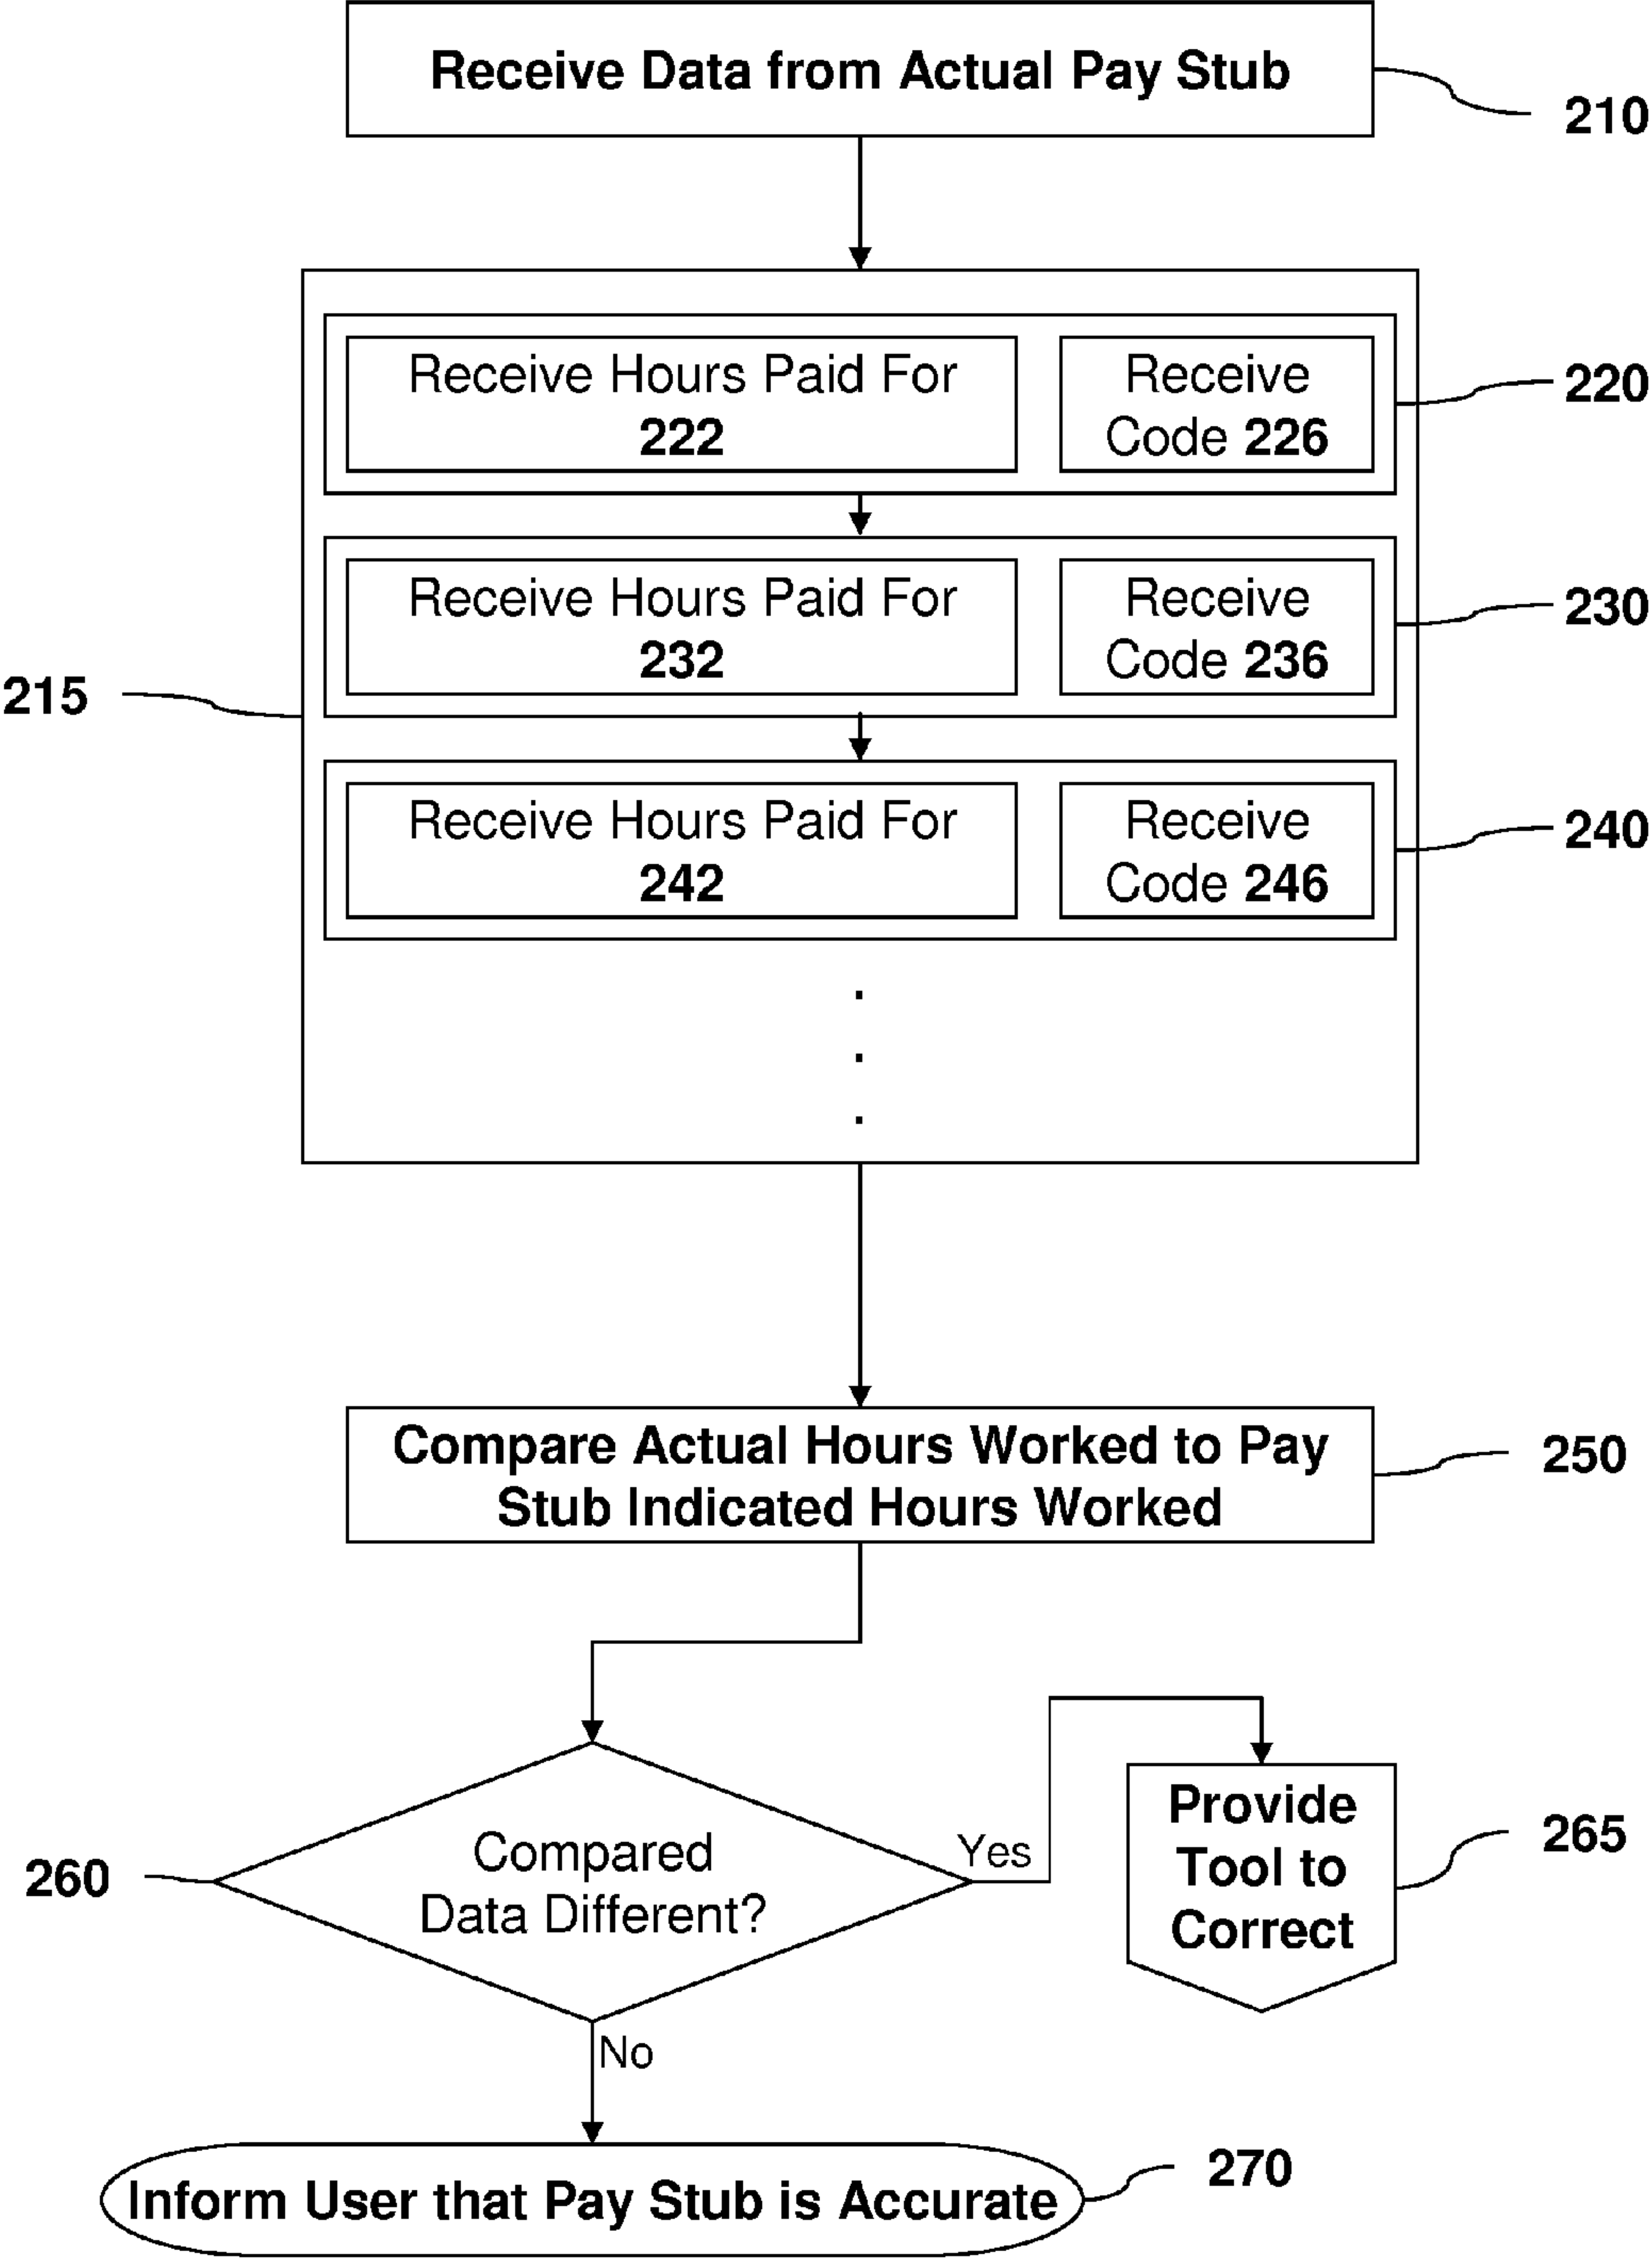 Receive Data from Actual Pay Stub
210
Receive Hours Paid For
222
Receive
Code 226
220
Receive Hours Paid For
232
Receive
Code 236
230
215
Receive Hours Paid For
242
Receive
Code 246
240
Compare Actual Hours Worked to Pay
Stub Indicated Hours Worked
250
260
Compared
Data Different?
Yes
Provide
Tool to
Correct
265
No
Inform User that Pay Stub is Accurate
270